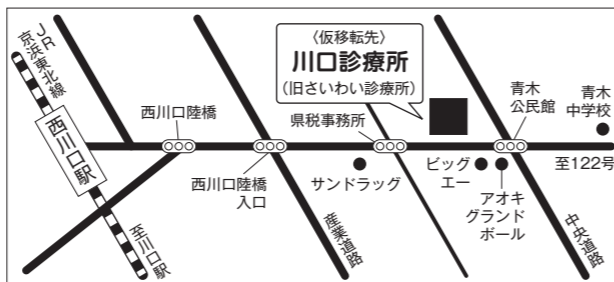 JR
京浜東北線
西川口駅
至川口駅
西川口陸橋
西川口陸橋
入口
〈仮移転先〉
川口診療所
(旧さいわい診療所)
県税事務所
サンドラッグ
産業道路
ビッグ
エー
アオキ
グランド
ボール
青木
公民館
青木
中学校
至122号
中央道路